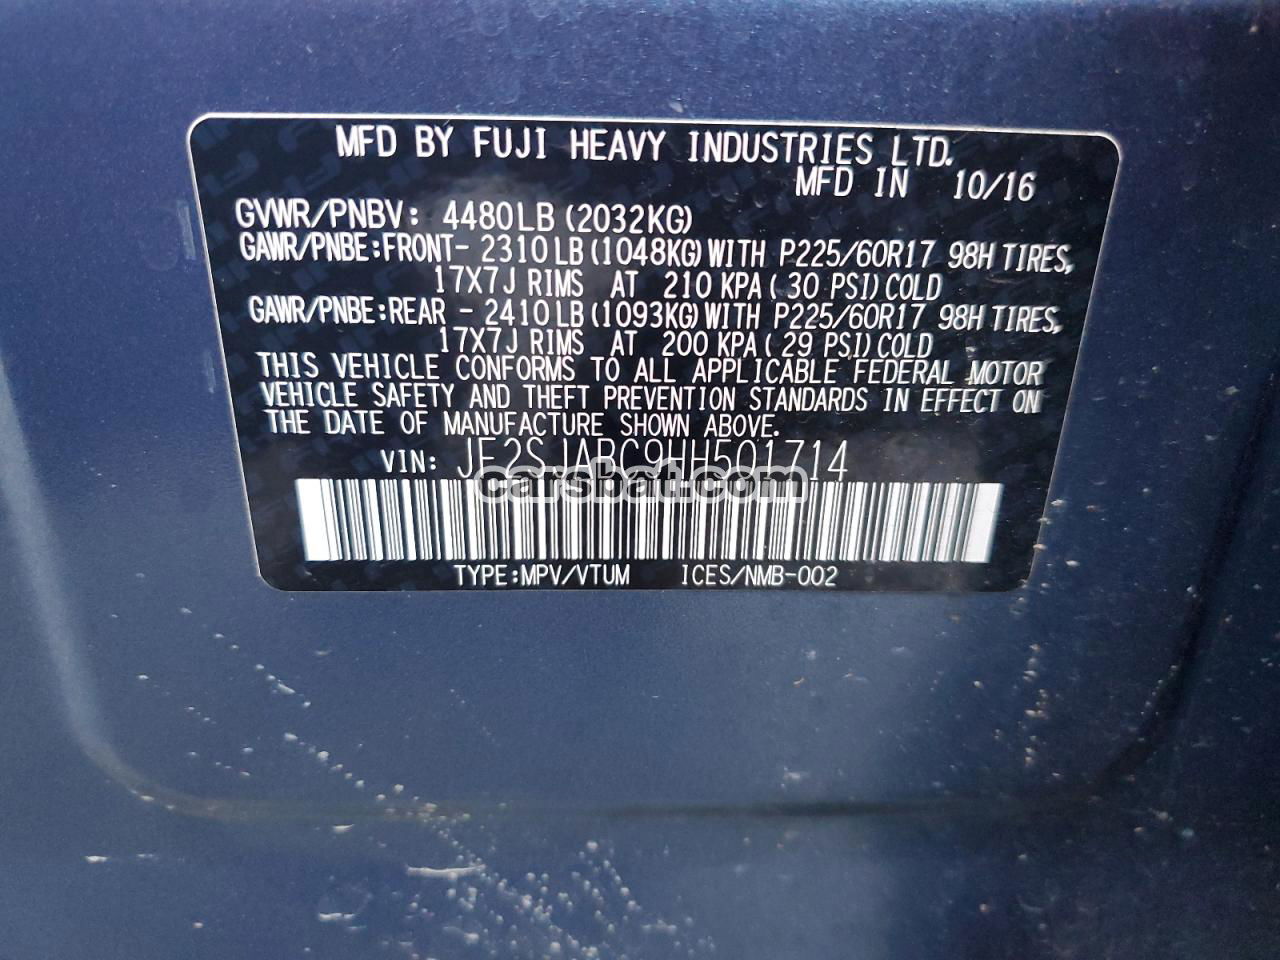 MFD BY FUJI HEAVY INDUSTRIES LTD.
MFD IN 10/16
GVWR/PNBV: 4480LB (2032KG)
GAWR/PNBE:FRONT- 2310 LB (1048KG) WITH P225/60R17 98H TIRES,
17X7J RIMS AT 210 KPA ( 30 PSI) COLD
GAWR/PNBE:REAR - 2410 LB (1093KG) WITH P225/60R17 98H TIRES,
17X7J RIMS AT 200 KPA ( 29 PSI) COLD
THIS VEHICLE CONFORMS TO ALL APPLICABLE FEDERAL MOTOR
VEHICLE SAFETY AND THEFT PREVENTION STANDARDS IN EFFECT ON
THE DATE OF MANUFACTURE SHOWN ABOVE.
VIN: JF2SJABC9HH501714
carsbat.com
TYPE:MPV/VTUM ICES/NMB-002